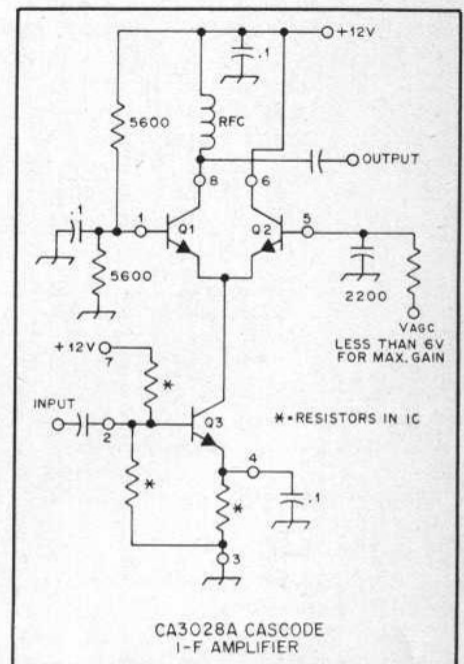 +12V
.1
5600
RFC
OUTPUT
8
6
.1
1
Q1
Q2
5
5600
2200
VAGC
LESS THAN 6V
FOR MAX. GAIN
+12V
7
*
INPUT
2
Q3
*=RESISTORS IN IC
4
*
*
.1
3
CA3028A CASCODE
I-F AMPLIFIER